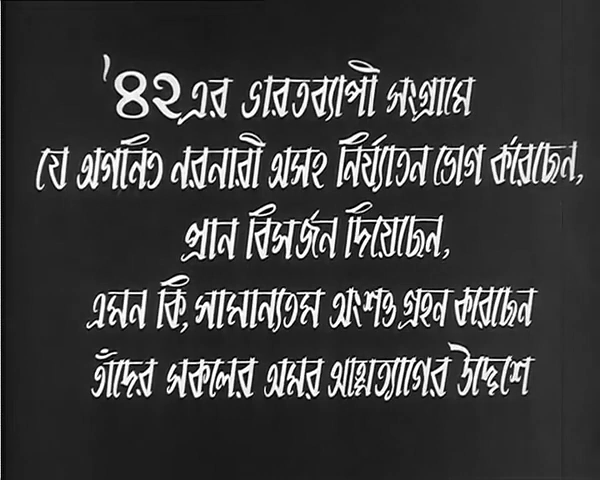 '৪২এর ভারতব্যাপী সংগ্রামে
যে অগনিত নরনারী অসহ নির্য্যাতন ভোগ করেছেন,
প্রান বিসর্জন দিয়েছেন,
এমন কি, সামান্যতম অংশও গ্রহন করেছেন
তাঁদের সকলের অমর আত্মত্যাগের উদ্দেশে